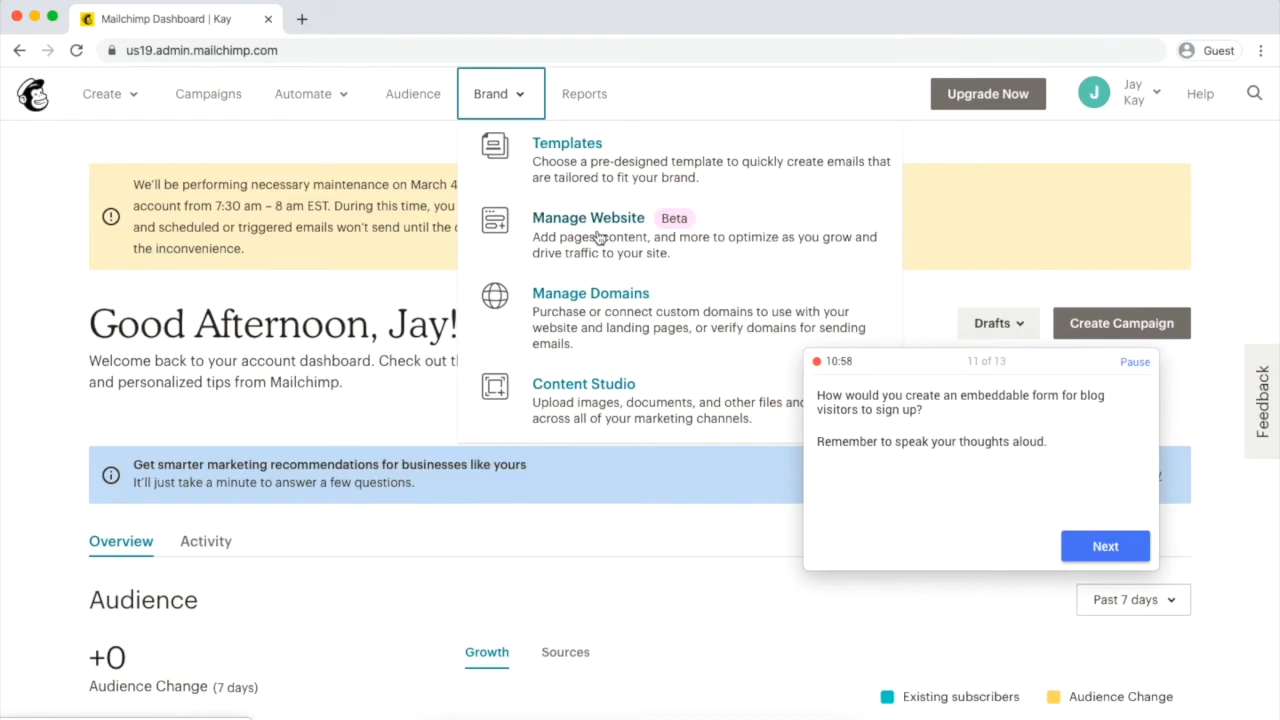 Mailchimp Dashboard | Kay
us19.admin.mailchimp.com
Guest
Create
Campaigns
Automate
Audience
Brand
Reports
Upgrade Now
J
Jay
Kay
Help
Templates
Choose a pre-designed template to quickly create emails that
are tailored to fit your brand.
Manage Website Beta
Add pages, content, and more to optimize as you grow and
drive traffic to your site.
Manage Domains
Purchase or connect custom domains to use with your
website and landing pages, or verify domains for sending
emails.
Content Studio
Upload images, documents, and other files and
across all of your marketing channels.
We'll be performing necessary maintenance on March 4
account from 7:30 am – 8 am EST. During this time, you
and scheduled or triggered emails won't send until the
the inconvenience.
Good Afternoon, Jay!
Welcome back to your account dashboard. Check out
and personalized tips from Mailchimp.
Drafts
Create Campaign
10:58
11 of 13
Pause
How would you create an embeddable form for blog
visitors to sign up?
Remember to speak your thoughts aloud.
Next
Feedback
Get smarter marketing recommendations for businesses like yours
It'll just take a minute to answer a few questions.
Overview
Activity
Audience
Past 7 days
+0
Audience Change (7 days)
Growth
Sources
Existing subscribers
Audience Change